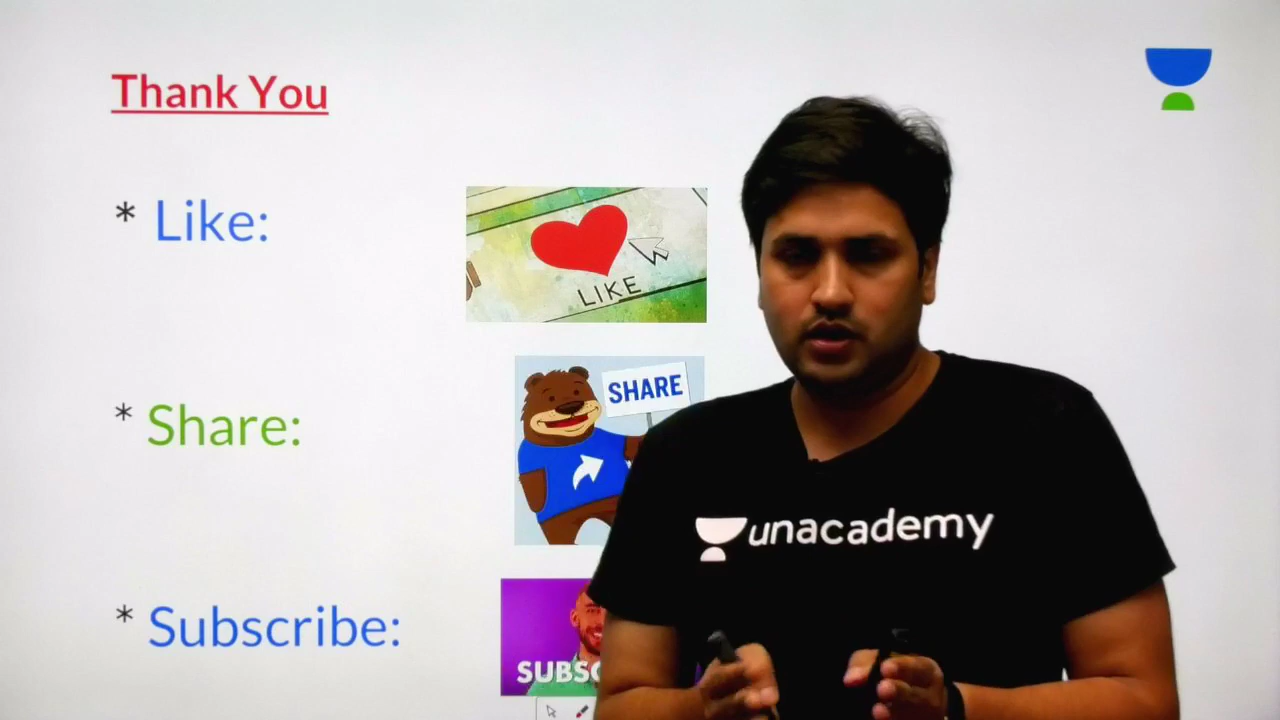 Thank You
* Like:
LIKE
SHARE
* Share:
unacademy
* Subscribe: